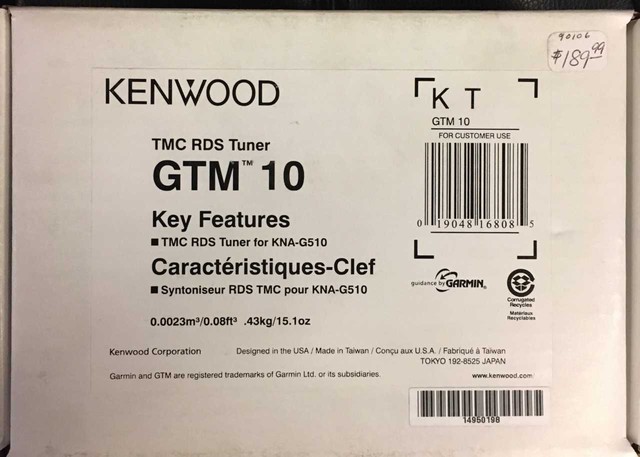 90106
$189.99
KENWOOD
K T
GTM 10
FOR CUSTOMER USE
0 19048 16808 5
TMC RDS Tuner
GTM™ 10
Key Features
■ TMC RDS Tuner for KNA-G510
Caractéristiques-Clef
■ Syntoniseur RDS TMC pour KNA-G510
guidance by GARMIN®
Corrugated
Recycles
Matérieux
Recyclables
0.0023m³/0.08ft³ .43kg/15.1oz
Kenwood Corporation Designed in the USA / Made in Taiwan / Conçu aux U.S.A. / Fabriqué à Taiwan
TOKYO 192-8525 JAPAN
Garmin and GTM are registered trademarks of Garmin Ltd. or its subsidiaries. www.kenwood.com
14950198